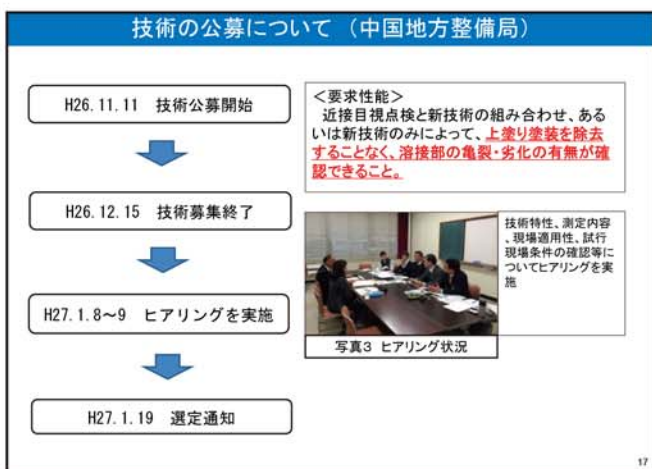 技術の公募について (中国地方整備局)
H26.11.11 技術公募開始
H26.12.15 技術募集終了
H27.1.8～9 ヒアリングを実施
H27.1.19 選定通知
＜要求性能＞
近接目視点検と新技術の組み合わせ、ある
いは新技術のみによって、上塗り塗装を除去
することなく、溶接部の亀裂・劣化の有無が確
認できること。
技術特性、測定内容
、現場適用性、試行
現場条件の確認等に
ついてヒアリングを実
施
写真３ ヒアリング状況
17